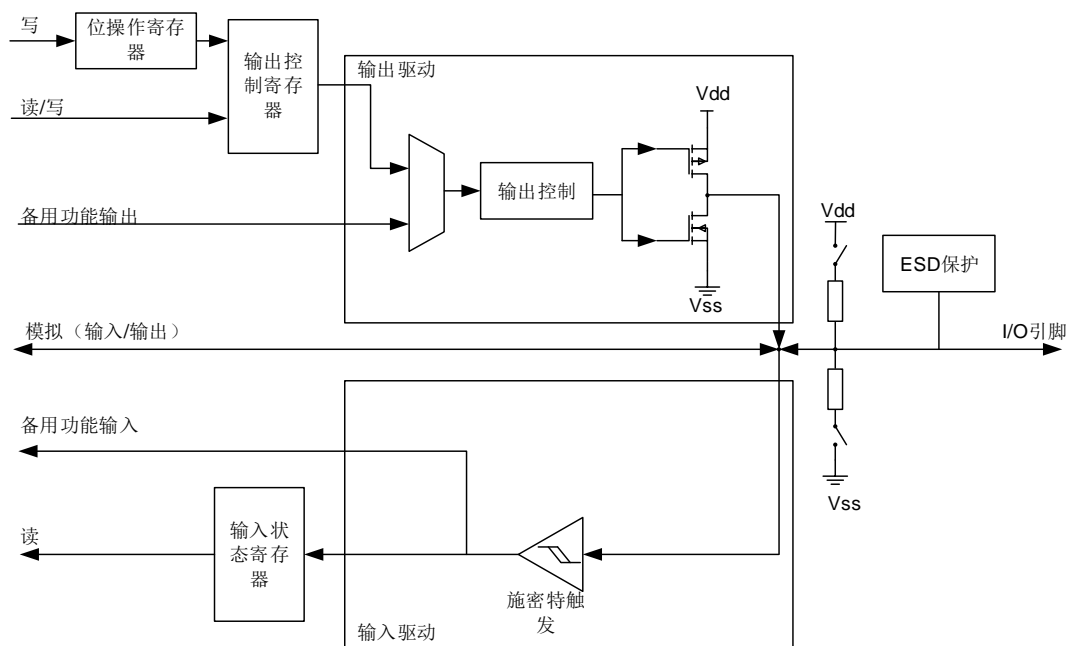 写
位操作寄存
器
输出控
制寄存
器
读/写
输出驱动
Vdd
输出控制
备用功能输出
Vss
Vdd
ESD保护
模拟（输入/输出）
I/O引脚
备用功能输入
Vss
读
输入状
态寄存
器
施密特触
发
输入驱动